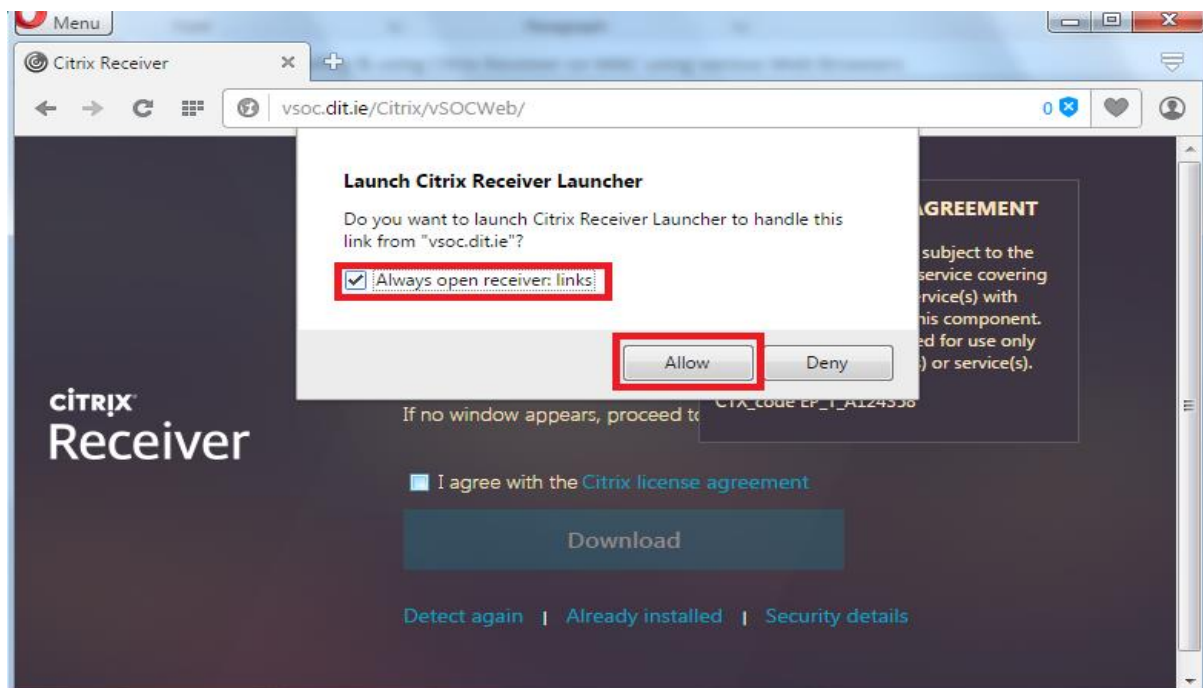 Menu
Citrix Receiver
vsoc.dit.ie/Citrix/vSOCWeb/
0
Launch Citrix Receiver Launcher
Do you want to launch Citrix Receiver Launcher to handle this
link from "vsoc.dit.ie"?
Always open receiver: links
Allow Deny
GREEMENT
subject to the
service covering
rvice(s) with
his component.
ed for use only
) or service(s).
CTX_code EP_T_A124358
CITRIX
Receiver
If no window appears, proceed to
I agree with the Citrix license agreement
Download
Detect again | Already installed | Security details